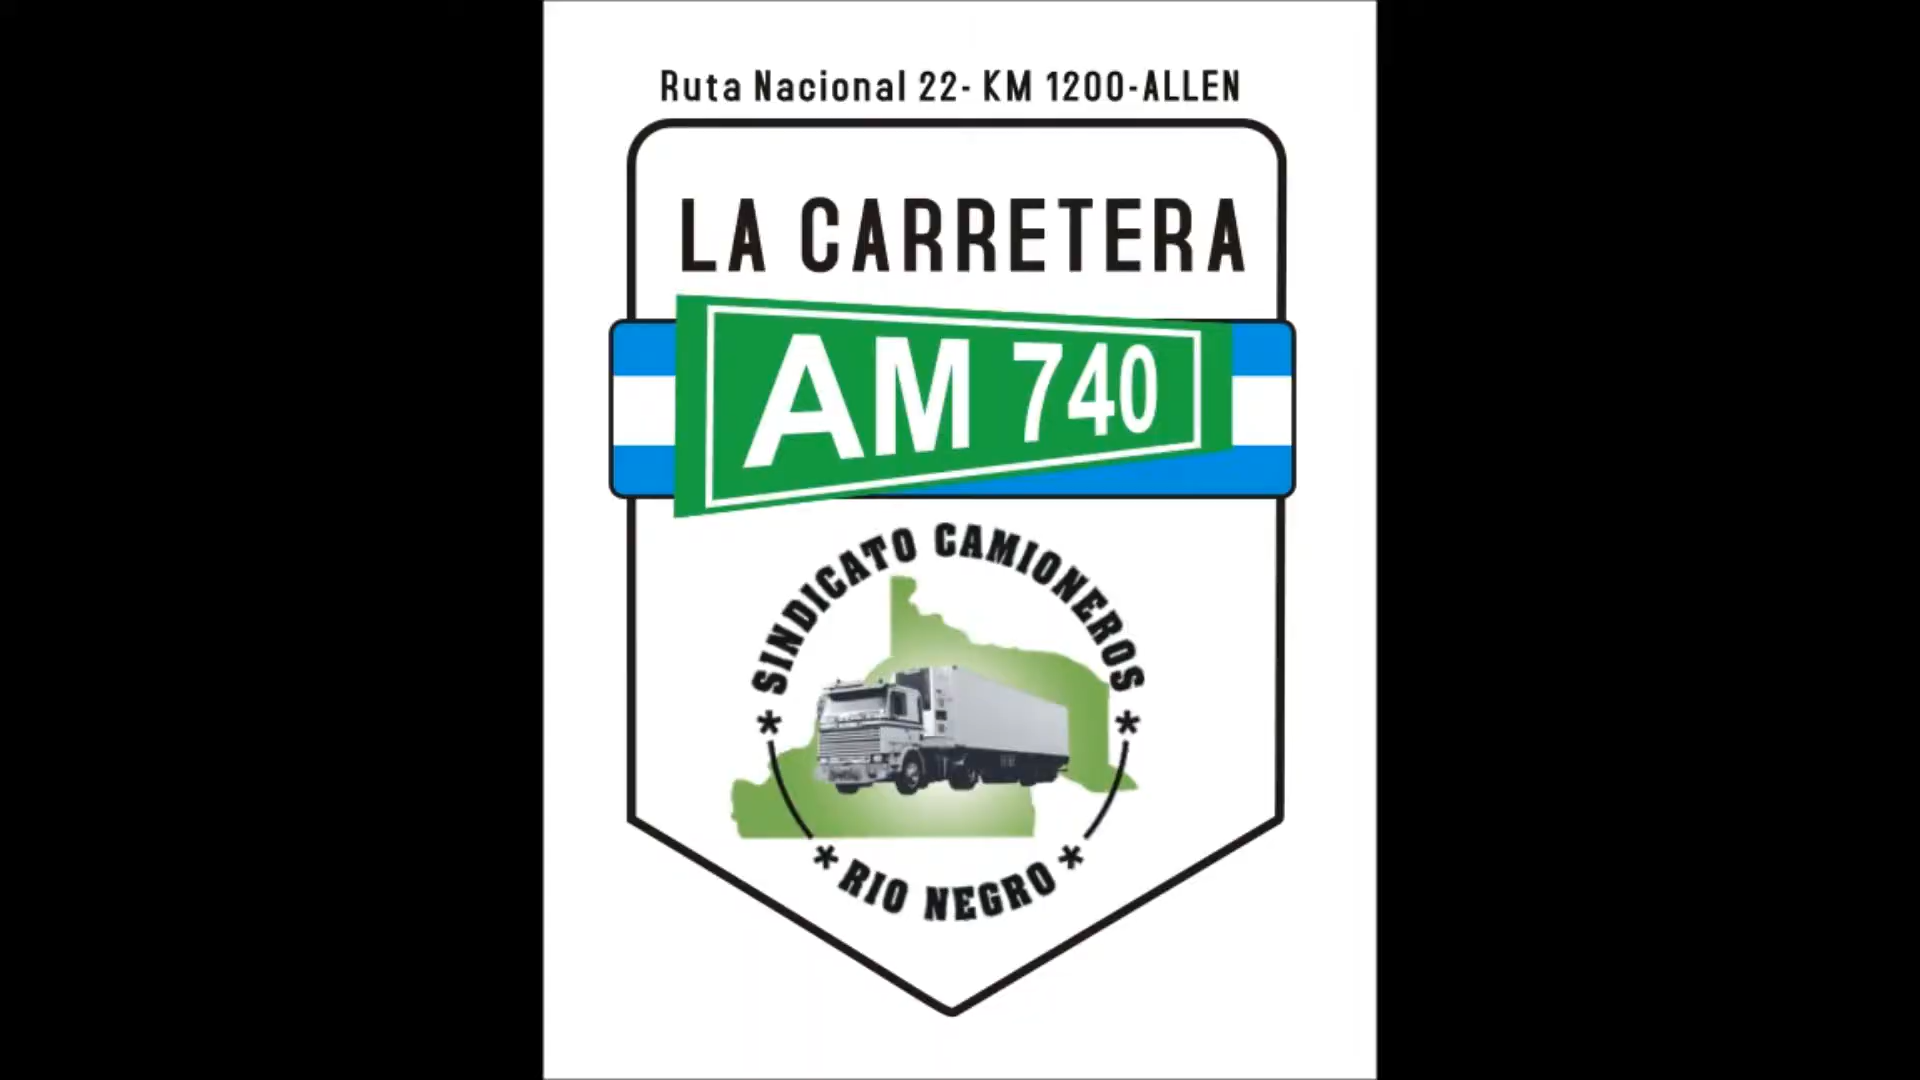 Ruta Nacional 22- KM 1200-ALLEN
LA CARRETERA
AM 740
SINDICATO CAMIONEROS
* *
* RIO NEGRO *